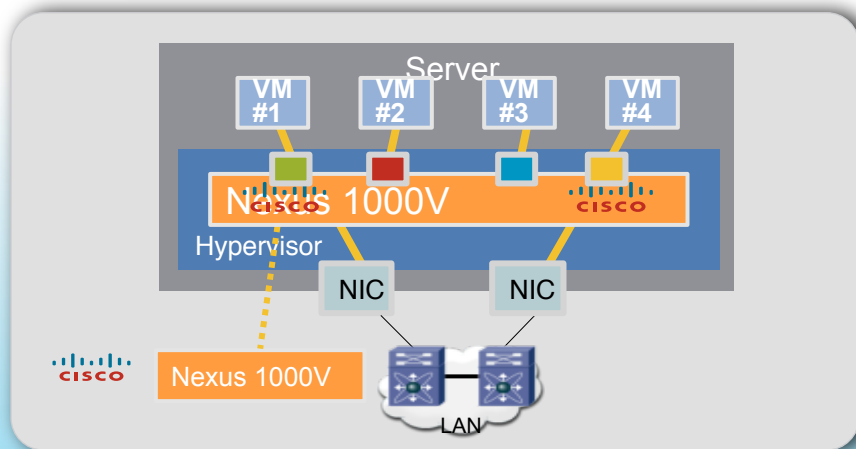 Server
VM
#1
VM
#2
VM
#3
VM
#4
Nexus 1000V
CISCO
CISCO
Hypervisor
NIC
NIC
CISCO
Nexus 1000V
LAN